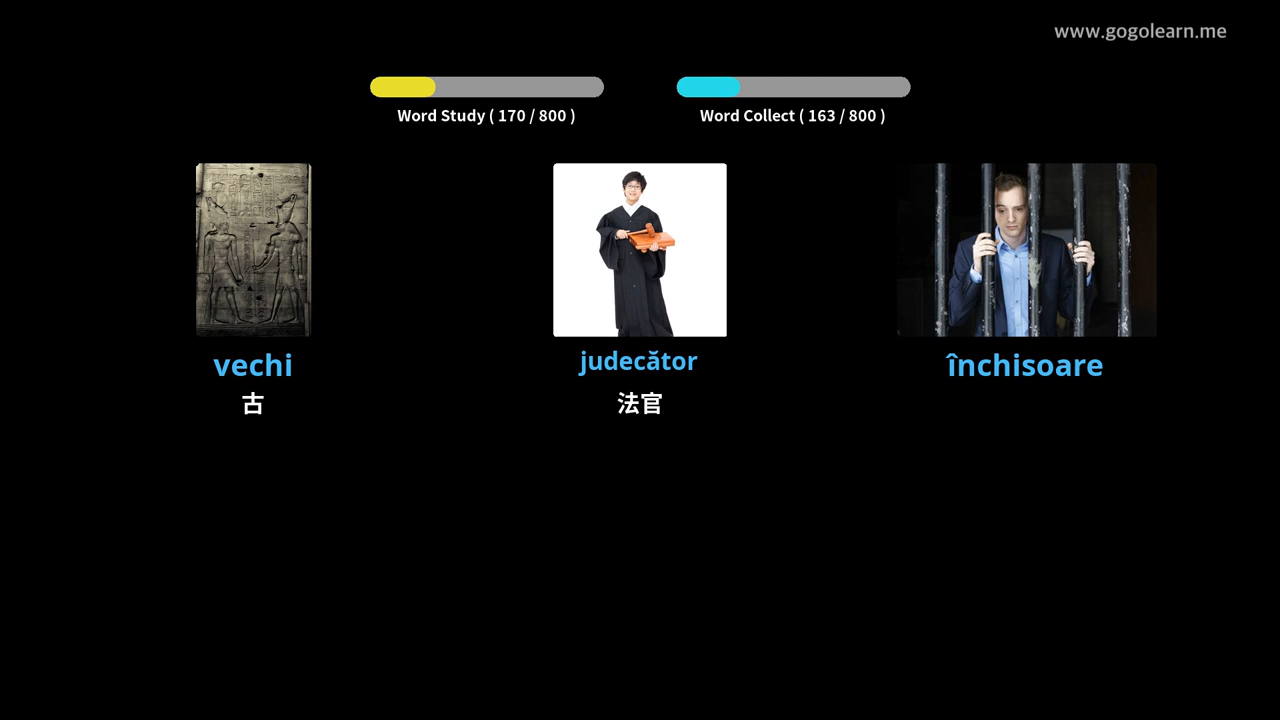 www.gogolearn.me
Word Study ( 170 / 800 )
Word Collect ( 163 / 800 )
vechi
古
judecător
法官
închisoare